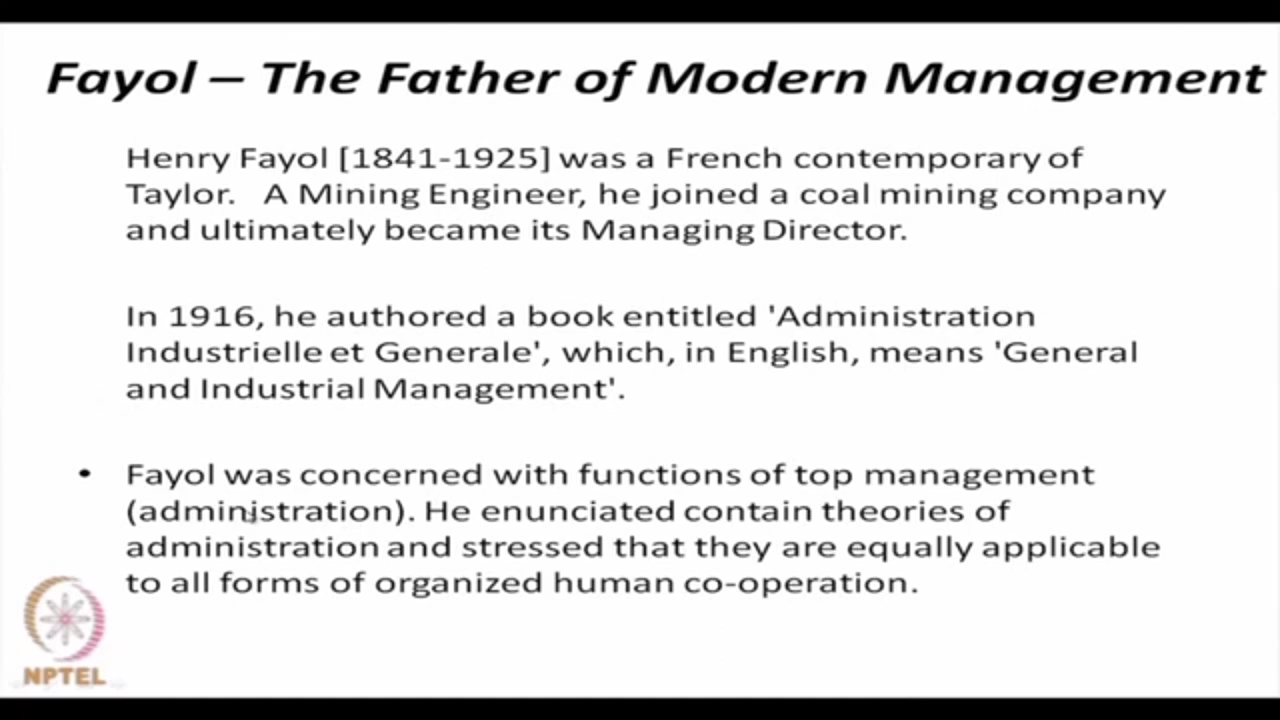 Fayol – The Father of Modern Management
Henry Fayol [1841-1925] was a French contemporary of
Taylor. A Mining Engineer, he joined a coal mining company
and ultimately became its Managing Director.
In 1916, he authored a book entitled 'Administration
Industrielle et Generale', which, in English, means 'General
and Industrial Management'.
• Fayol was concerned with functions of top management
(administration). He enunciated contain theories of
administration and stressed that they are equally applicable
to all forms of organized human co-operation.
NPTEL